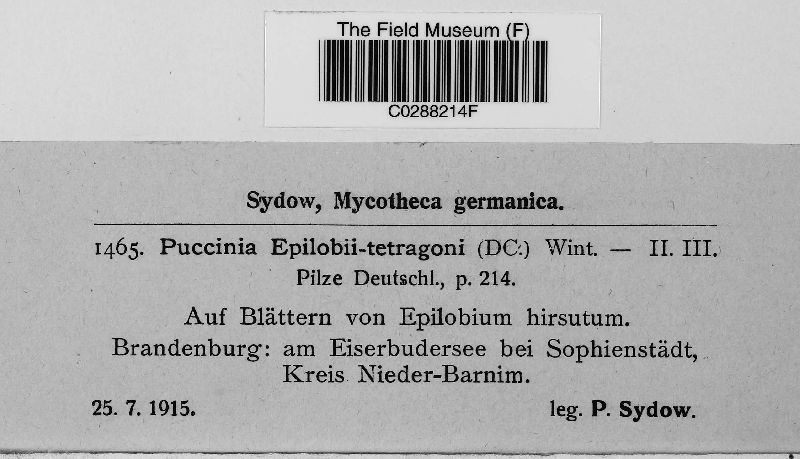 The Field Museum (F)
C0288214F
Sydow, Mycotheca germanica.
1465. Puccinia Epilobii-tetragoni (DC.) Wint. — II. III.
Pilze Deutschl., p. 214.
Auf Blättern von Epilobium hirsutum.
Brandenburg: am Eiserbudersee bei Sophienstädt,
Kreis Nieder-Barnim.
25. 7. 1915. leg. P. Sydow.